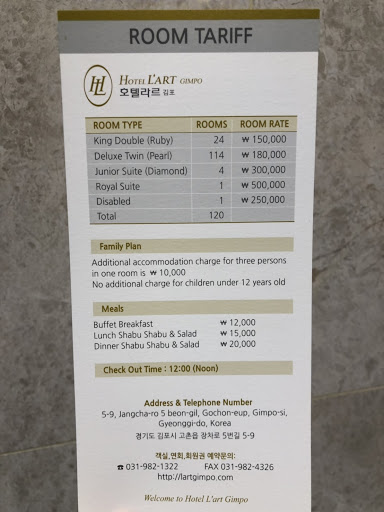 ROOM TARIFF
HL
HOTEL L'ART GIMPO
오텔라르 김포
ROOM TYPE ROOMS ROOM RATE
King Double (Ruby) 24 ₩ 150,000
Deluxe Twin (Pearl) 114 ₩ 180,000
Junior Suite (Diamond) 4 ₩ 300,000
Royal Suite 1 ₩ 500,000
Disabled 1 ₩ 250,000
Total 120
Family Plan
Additional accommodation charge for three persons
in one room is ₩ 10,000
No additional charge for children under 12 years old
Meals
Buffet Breakfast ₩ 12,000
Lunch Shabu Shabu & Salad ₩ 15,000
Dinner Shabu Shabu & Salad ₩ 20,000
Check Out Time : 12:00 (Noon)
Address & Telephone Number
5-9, Jangcha-ro 5 beon-gil, Gochon-eup, Gimpo-si,
Gyeonggi-do, Korea
경기도 김포시 고촌읍 장차로 5번길 5-9
객실,연회,회원권 예약문의:
☎ 031-982-1322 FAX 031-982-4326
http://lartgimpo.com
Welcome to Hotel L'art Gimpo